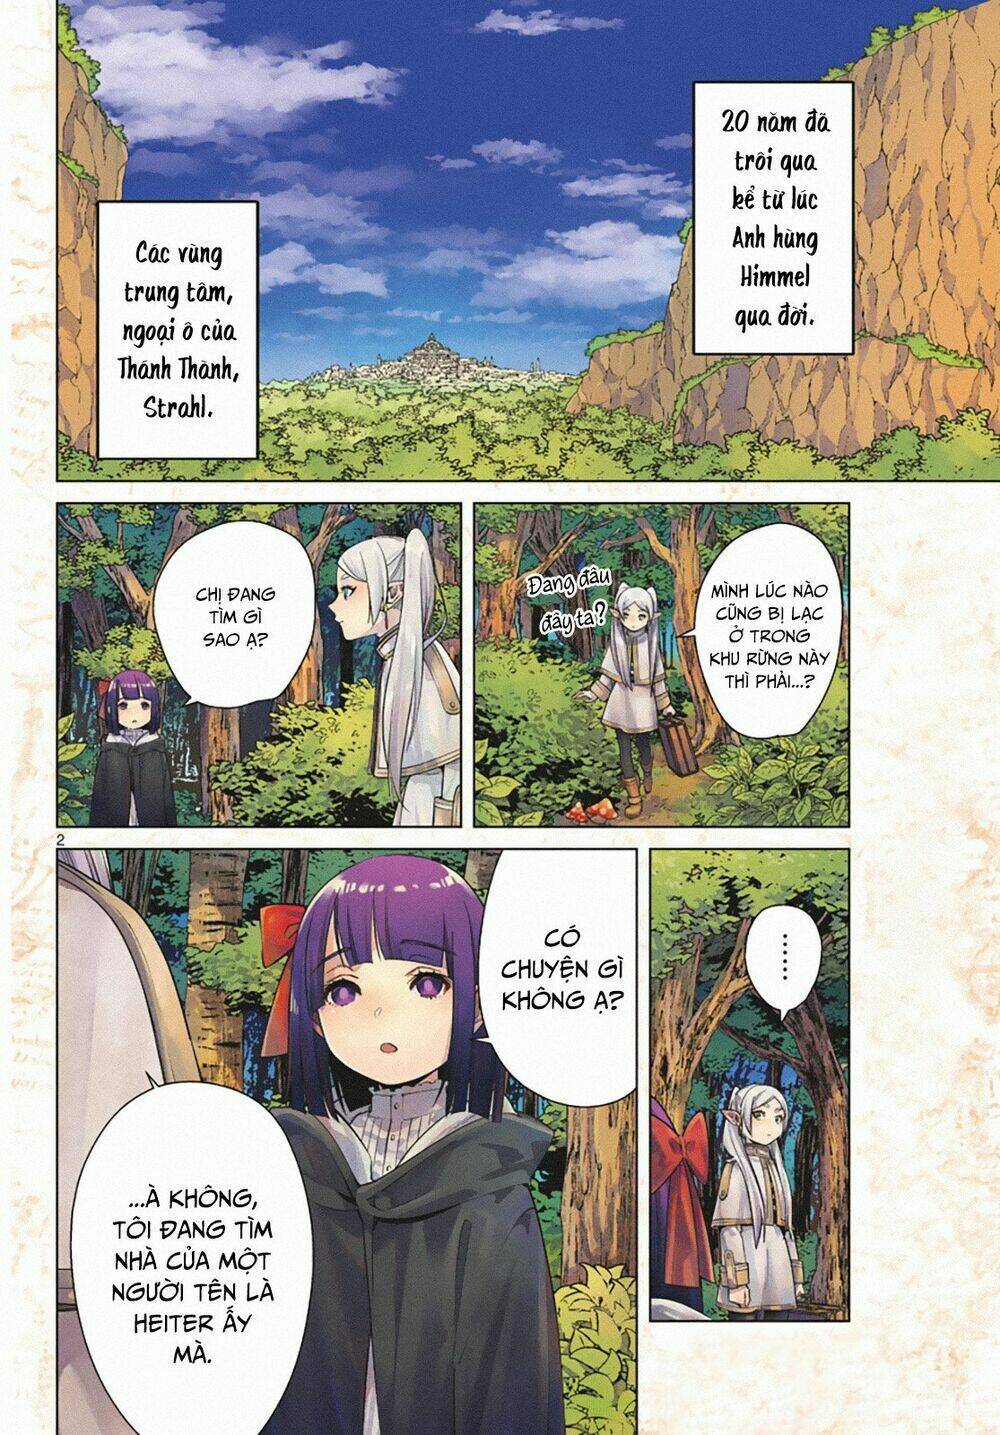 20 năm đã
trôi qua
kể từ lúc
Anh hùng
Himmel
qua đời.
Các vùng
trung tâm,
ngoại ô của
Thánh Thành,
Strahl.
MÌNH LÚC NÀO
CŨNG BỊ LẠC
Ở TRONG
KHU RỪNG NÀY
THÌ PHẢI...?
Đang đâu
đây ta?
CHỊ ĐANG
TÌM GÌ
SAO Ạ?
2
......
CÓ
CHUYỆN GÌ
KHÔNG Ạ?
...À KHÔNG,
TÔI ĐANG TÌM
NHÀ CỦA MỘT
NGƯỜI TÊN LÀ
HEITER ẤY
MÀ.